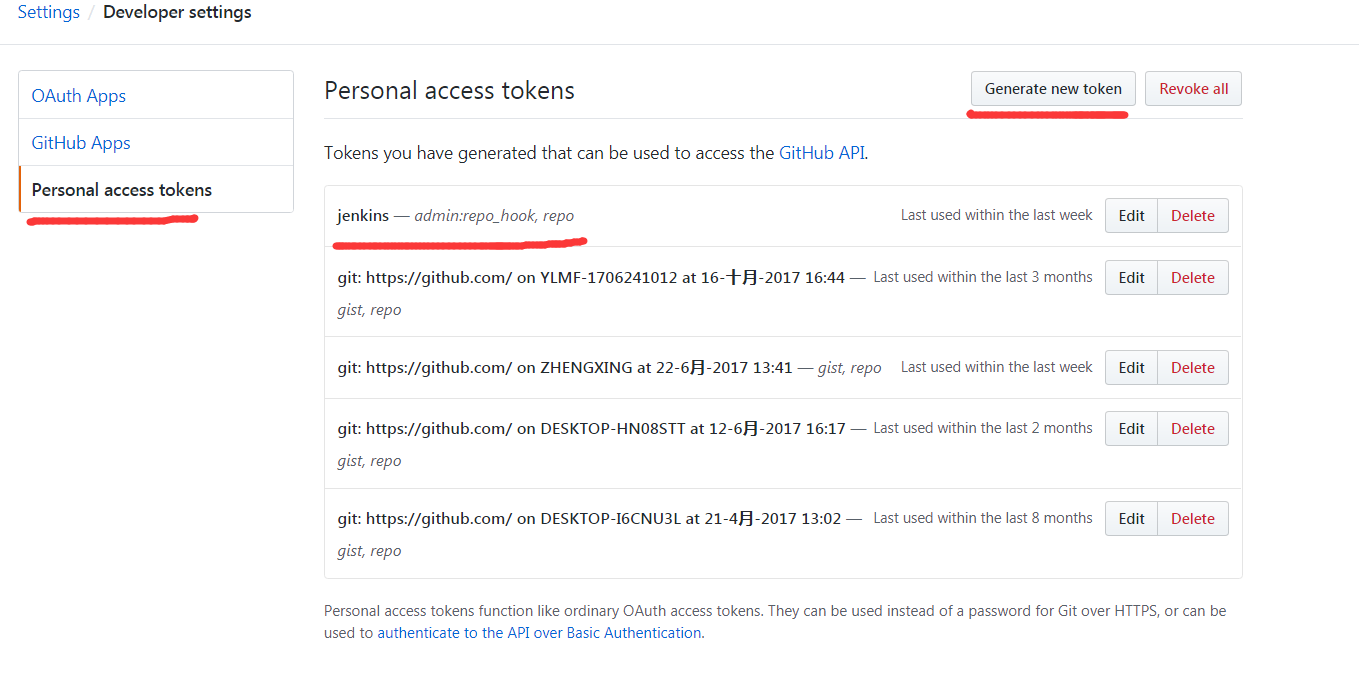 Settings / Developer settings
OAuth Apps
GitHub Apps
Personal access tokens
Personal access tokens
Generate new token
Revoke all
Tokens you have generated that can be used to access the GitHub API.
jenkins — admin:repo_hook, repo
Last used within the last week
Edit
Delete
git: https://github.com/ on YLMF-1706241012 at 16-十月-2017 16:44 —
gist, repo
Last used within the last 3 months
Edit
Delete
git: https://github.com/ on ZHENGXING at 22-6月-2017 13:41 — gist, repo
Last used within the last week
Edit
Delete
git: https://github.com/ on DESKTOP-HN08STT at 12-6月-2017 16:17 —
gist, repo
Last used within the last 2 months
Edit
Delete
git: https://github.com/ on DESKTOP-I6CNU3L at 21-4月-2017 13:02 —
gist, repo
Last used within the last 8 months
Edit
Delete
Personal access tokens function like ordinary OAuth access tokens. They can be used instead of a password for Git over HTTPS, or can be
used to authenticate to the API over Basic Authentication.